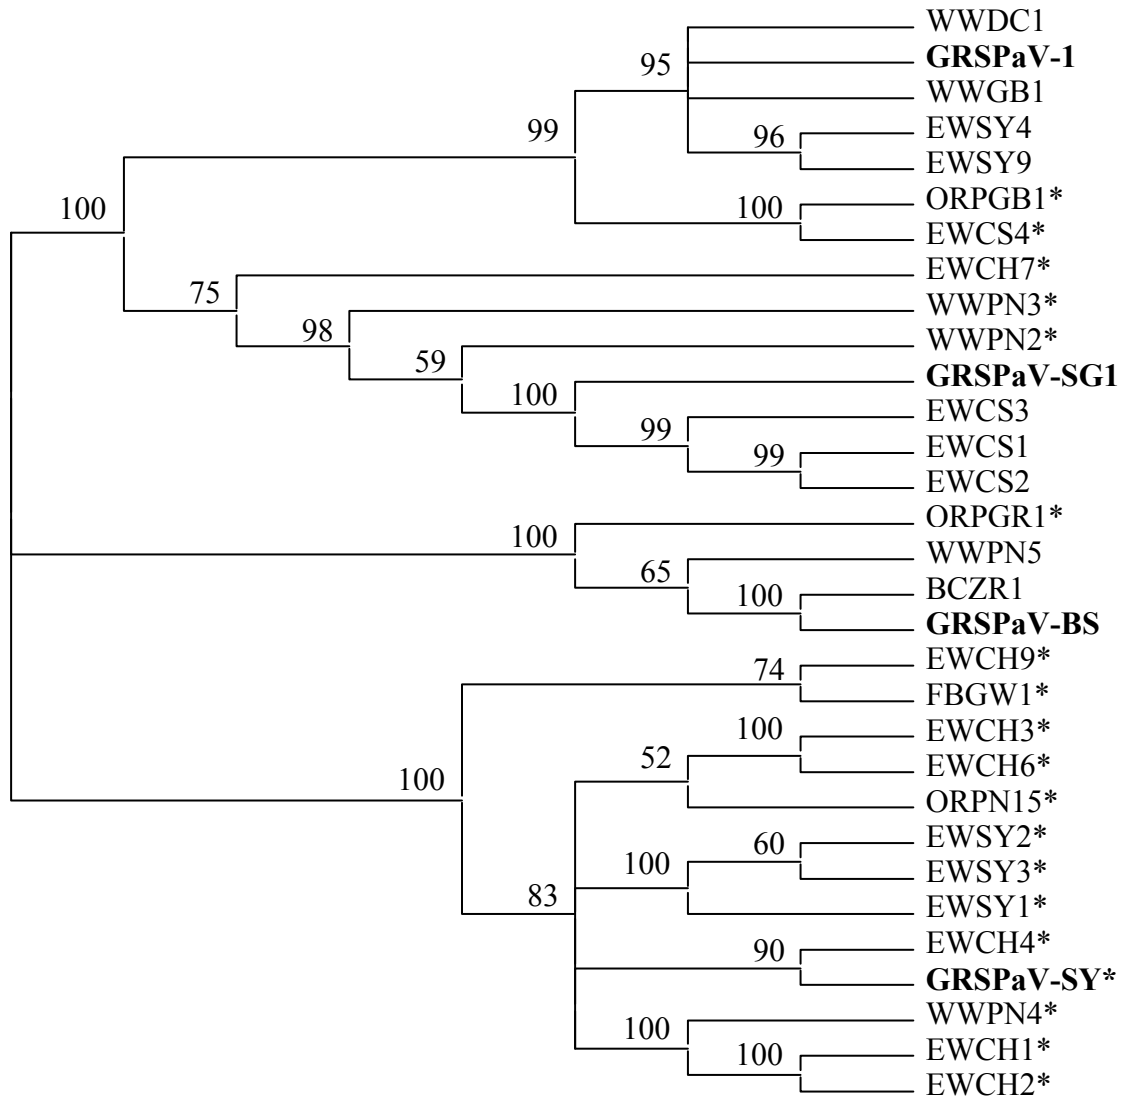 WWDC1
95
GRSPaV-1
WWGB1
99
EWSY4
96
EWSY9
ORPGB1*
100
100
EWCS4*
EWCH7*
75
WWPN3*
98
WWPN2*
59
GRSPaV-SG1
100
EWCS3
99
EWCS1
99
EWCS2
ORPGR1*
100
WWPN5
65
BCZR1
100
GRSPaV-BS
EWCH9*
74
FBGW1*
EWCH3*
100
52
EWCH6*
100
ORPN15*
EWSY2*
60
100
EWSY3*
83
EWSY1*
EWCH4*
90
GRSPaV-SY*
WWPN4*
100
EWCH1*
100
EWCH2*